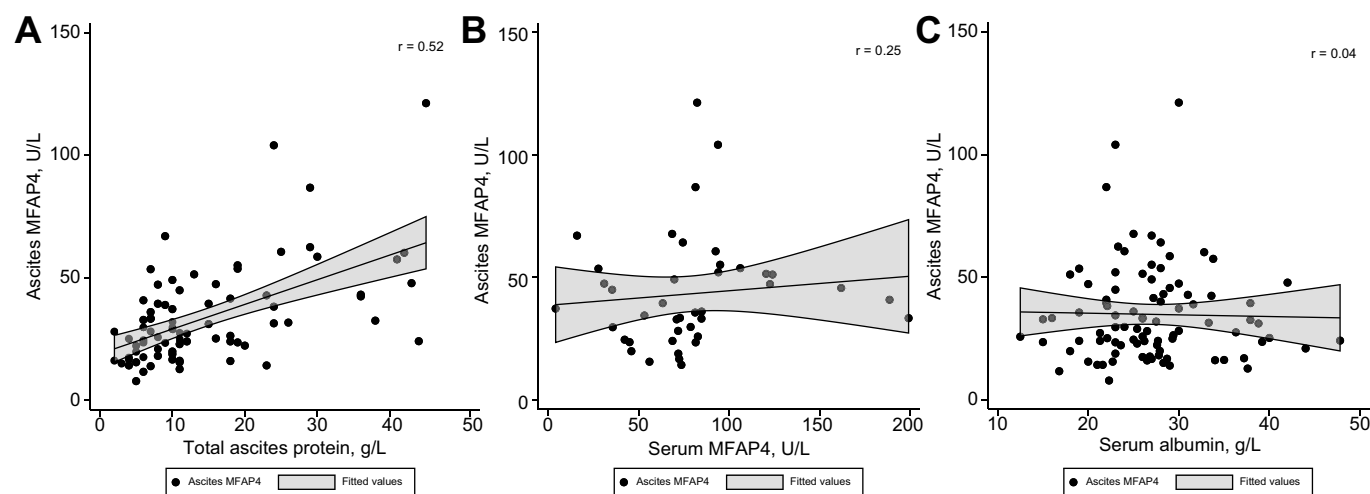 A
r = 0.52
150
100
50
0
Ascites MFAP4, U/L
0
10
20
30
40
50
Total ascites protein, g/L
Ascites MFAP4
Fitted values
B
r = 0.25
150
100
50
0
Ascites MFAP4, U/L
0
50
100
150
200
Serum MFAP4, U/L
Ascites MFAP4
Fitted values
C
r = 0.04
150
100
50
0
Ascites MFAP4, U/L
10
20
30
40
50
Serum albumin, g/L
Ascites MFAP4
Fitted values